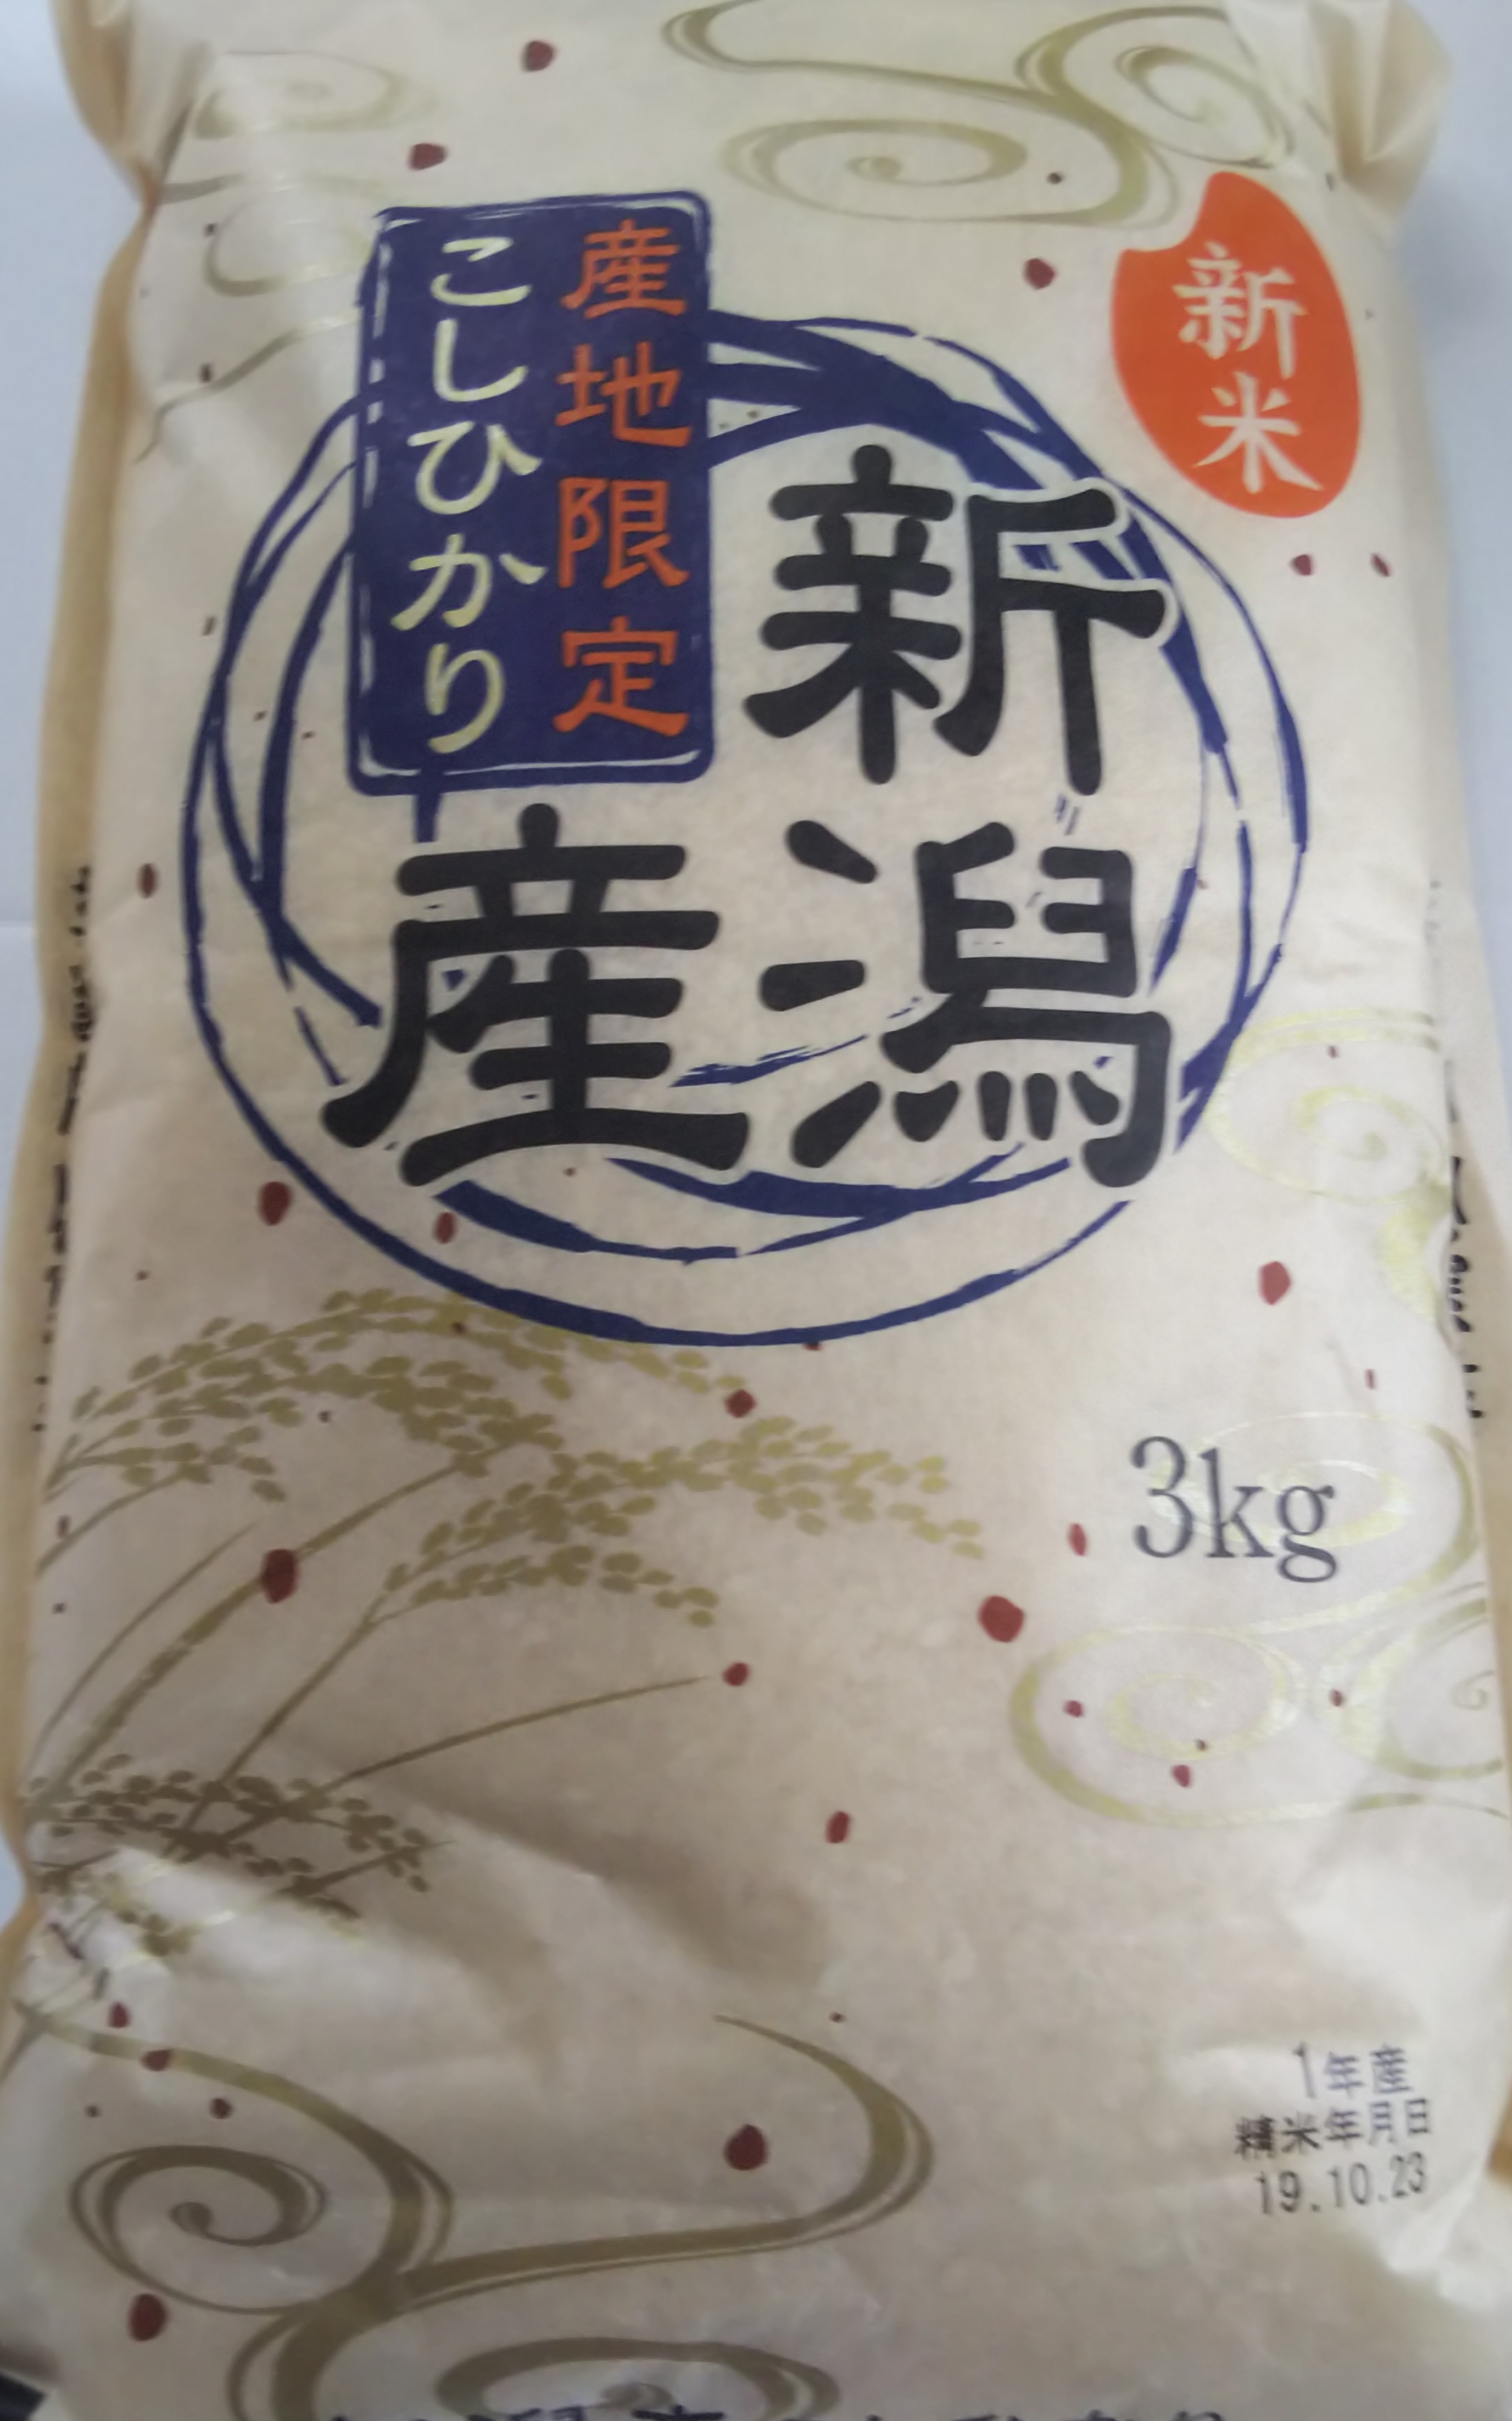 新米
新潟
産
産地限定
こしひかり
3kg
1年産
精米年月日
19.10.23